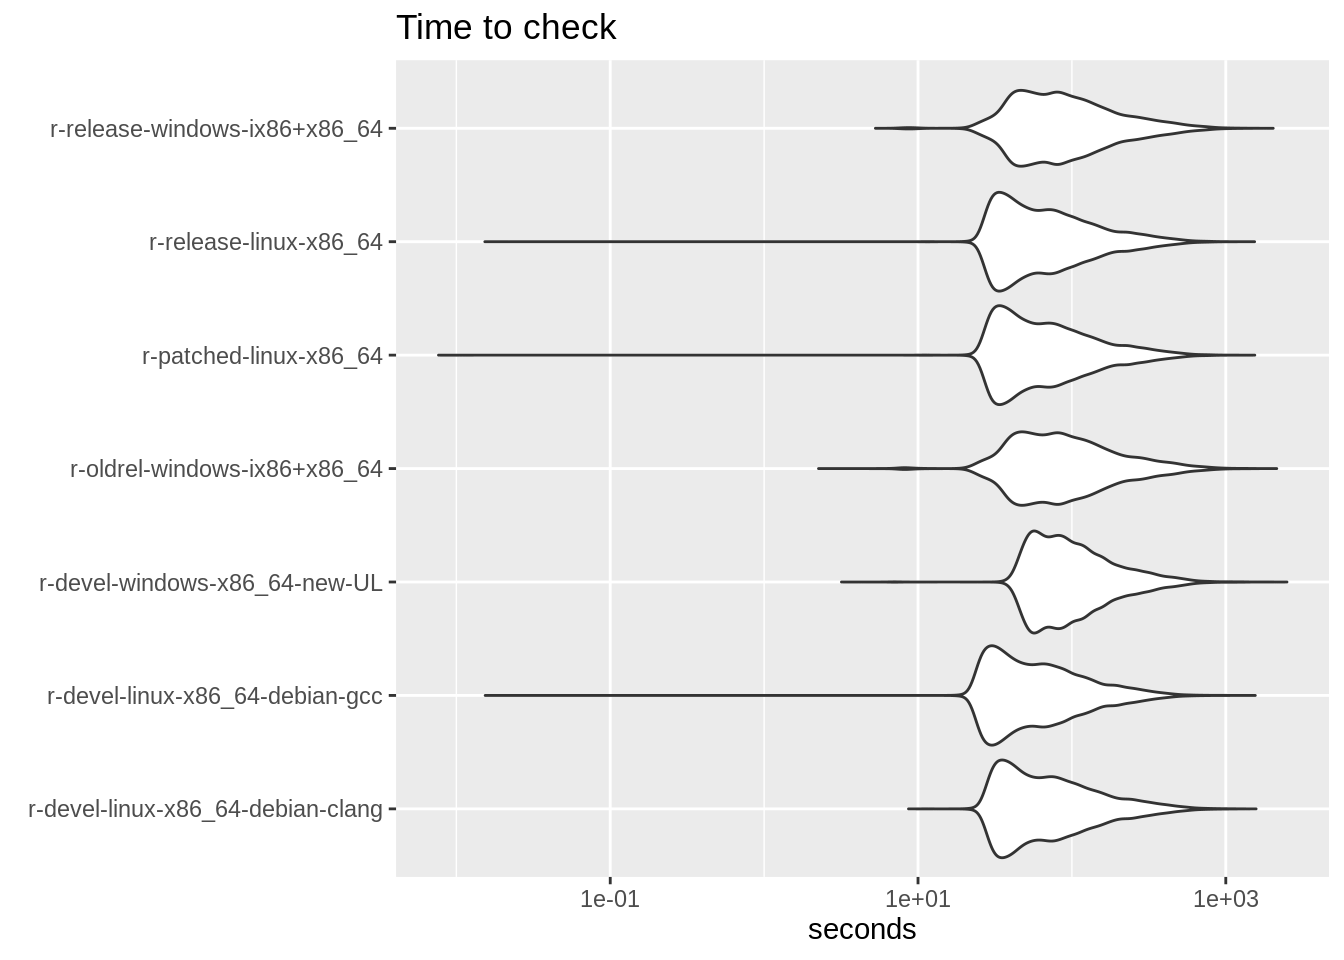 Time to check
r-release-windows-ix86+x86_64
r-release-linux-x86_64
r-patched-linux-x86_64
r-oldrel-windows-ix86+x86_64
r-devel-windows-x86_64-new-UL
r-devel-linux-x86_64-debian-gcc
r-devel-linux-x86_64-debian-clang
1e-01 1e+01 1e+03
seconds